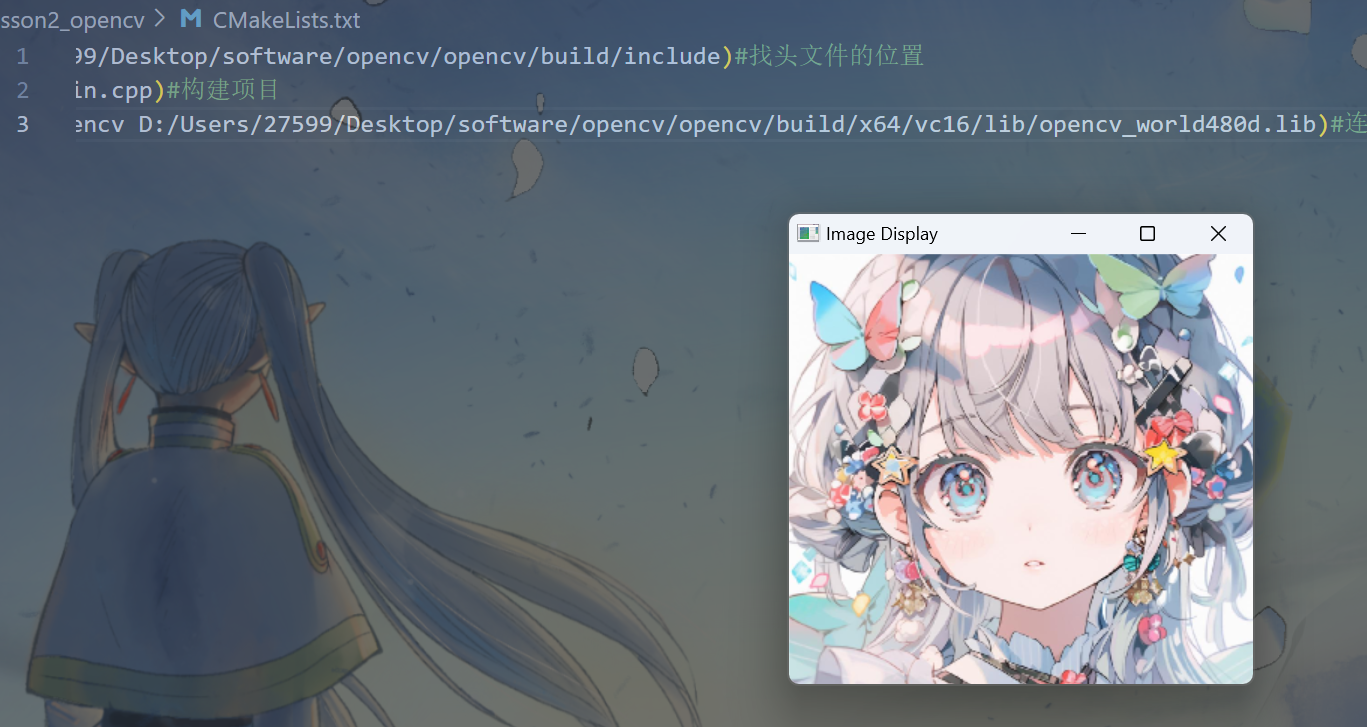 sson2_opencv > CMakeLists.txt
1 99/Desktop/software/opencv/opencv/build/include)#找头文件的位置
2 in.cpp)#构建项目
3 encv D:/Users/27599/Desktop/software/opencv/opencv/build/x64/vc16/lib/opencv_world480d.lib)#连
Image Display